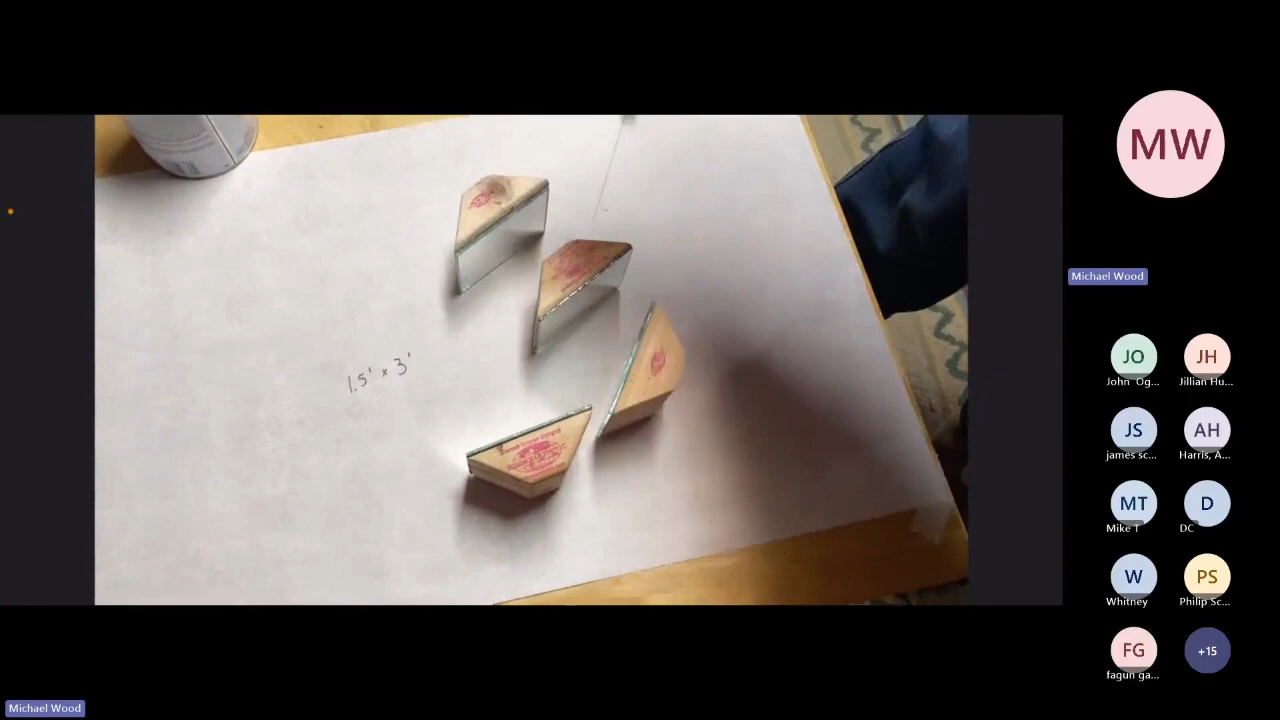 MW
Michael Wood
1.5' x 3'
JO
JH
John Og...
Jillian Hu...
JS
AH
james sc...
Harris, A...
MT
D
Mike T
DC
W
PS
Whitney
Philip Sc...
FG
+15
fagun ga...
Michael Wood